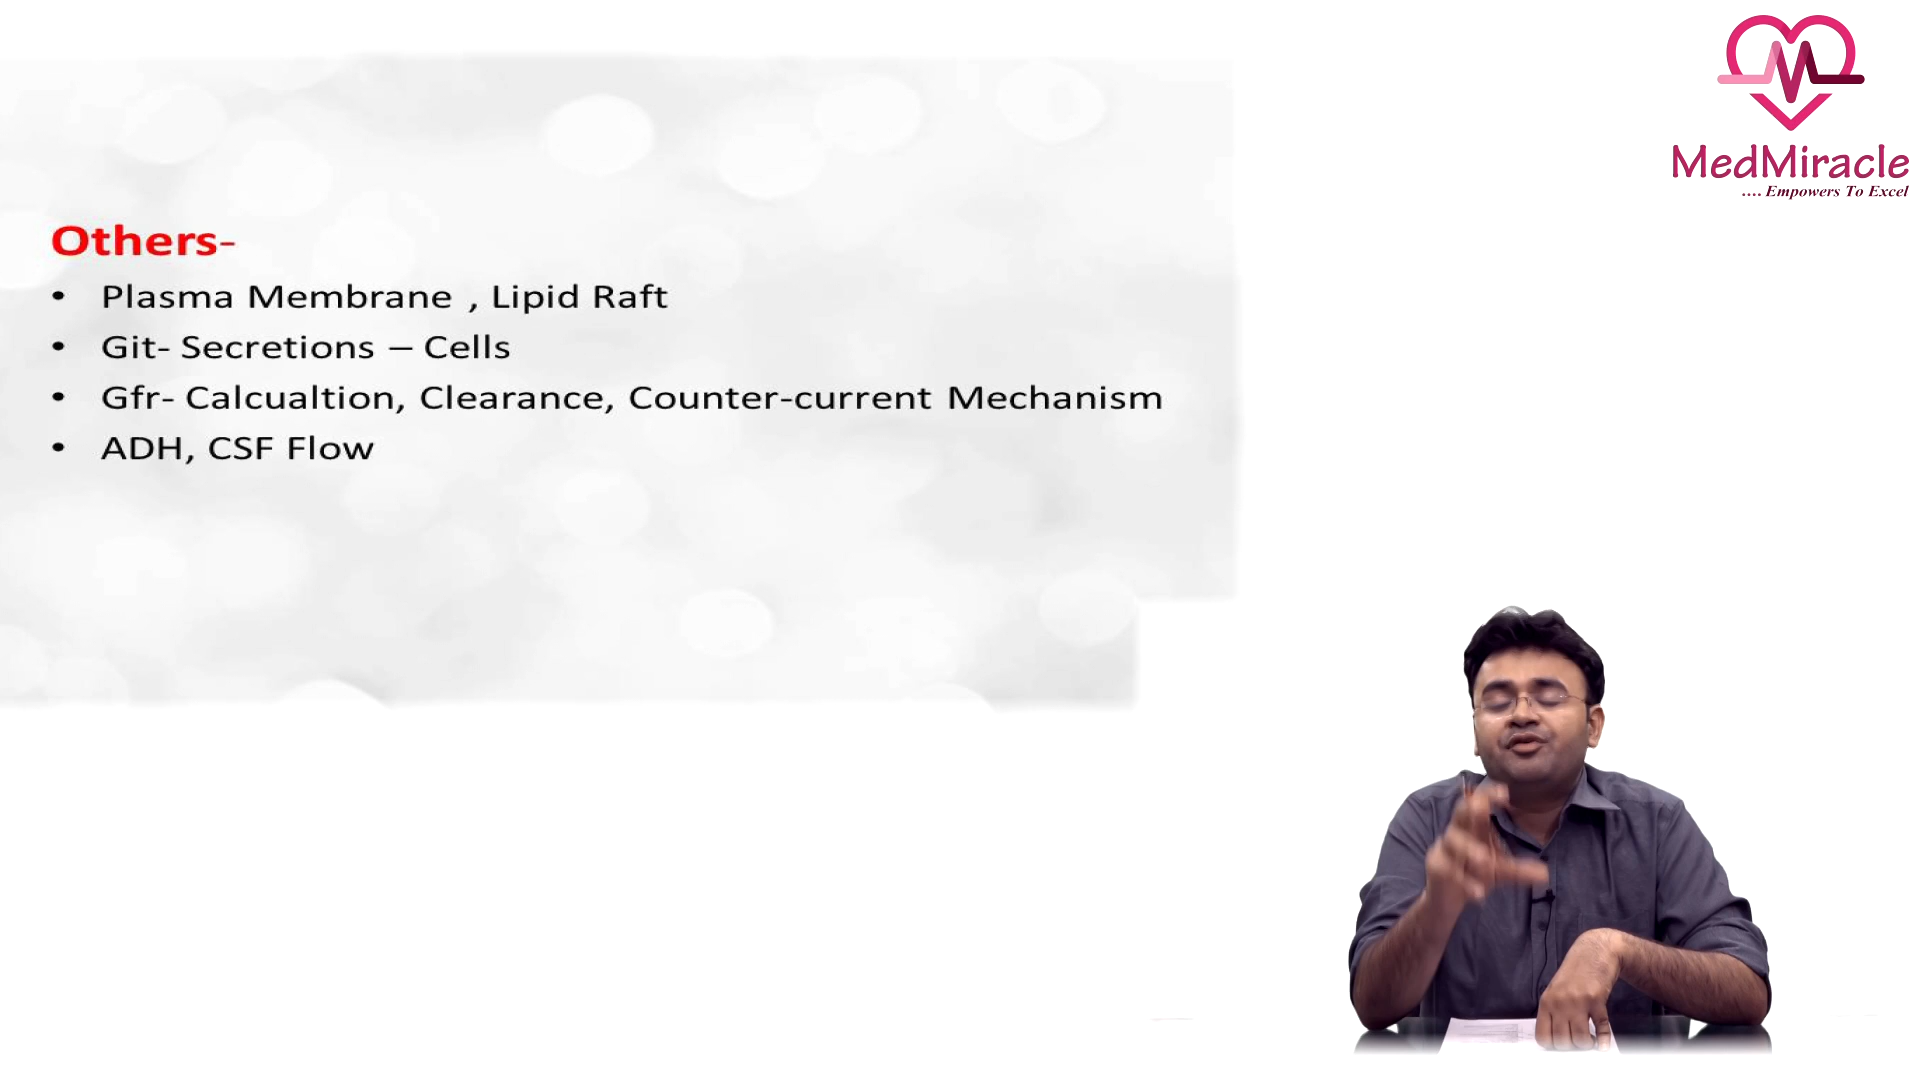 MedMiracle
.... Empowers To Excel
Others-
• Plasma Membrane , Lipid Raft
• Git- Secretions – Cells
• Gfr- Calcualtion, Clearance, Counter-current Mechanism
• ADH, CSF Flow